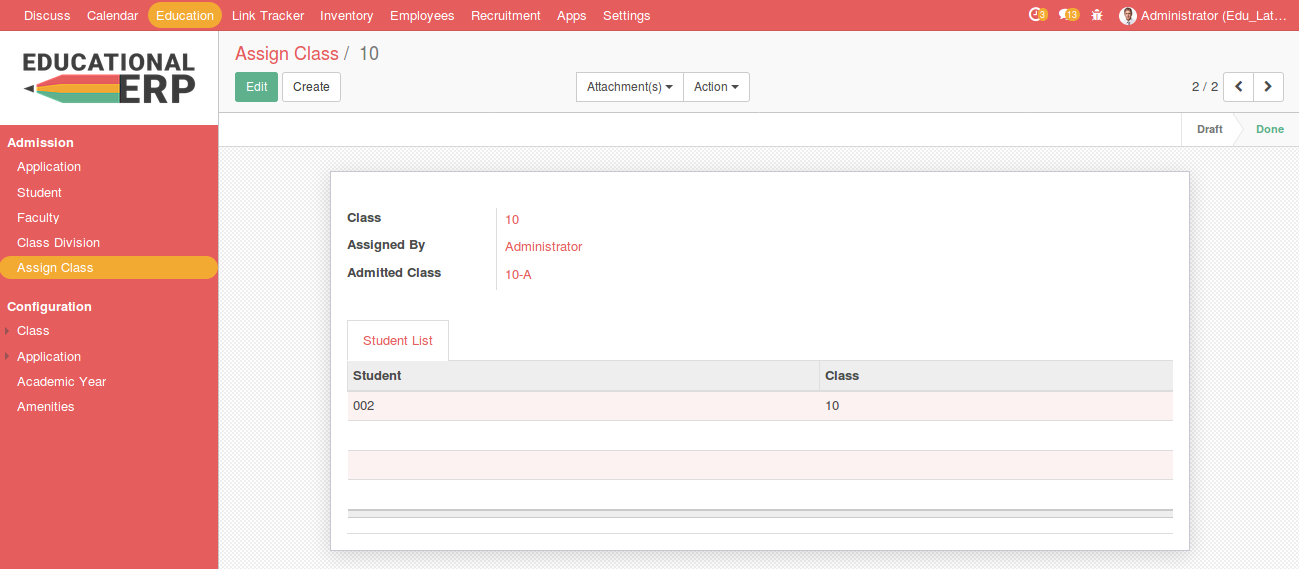 Discuss Calendar Education Link Tracker Inventory Employees Recruitment Apps Settings 3 13 Administrator (Edu_Lat...
EDUCATIONAL
ERP
Assign Class / 10
Edit Create Attachment(s) Action 2 / 2
Draft Done
Admission
Application
Student
Faculty
Class Division
Assign Class
Configuration
Class
Application
Academic Year
Amenities
Class 10
Assigned By Administrator
Admitted Class 10-A
Student List
Student Class
002 10